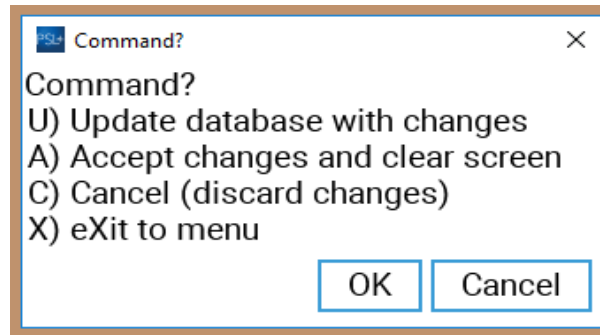 PSL+ Command?
Command?
U) Update database with changes
A) Accept changes and clear screen
C) Cancel (discard changes)
X) eXit to menu
OK Cancel